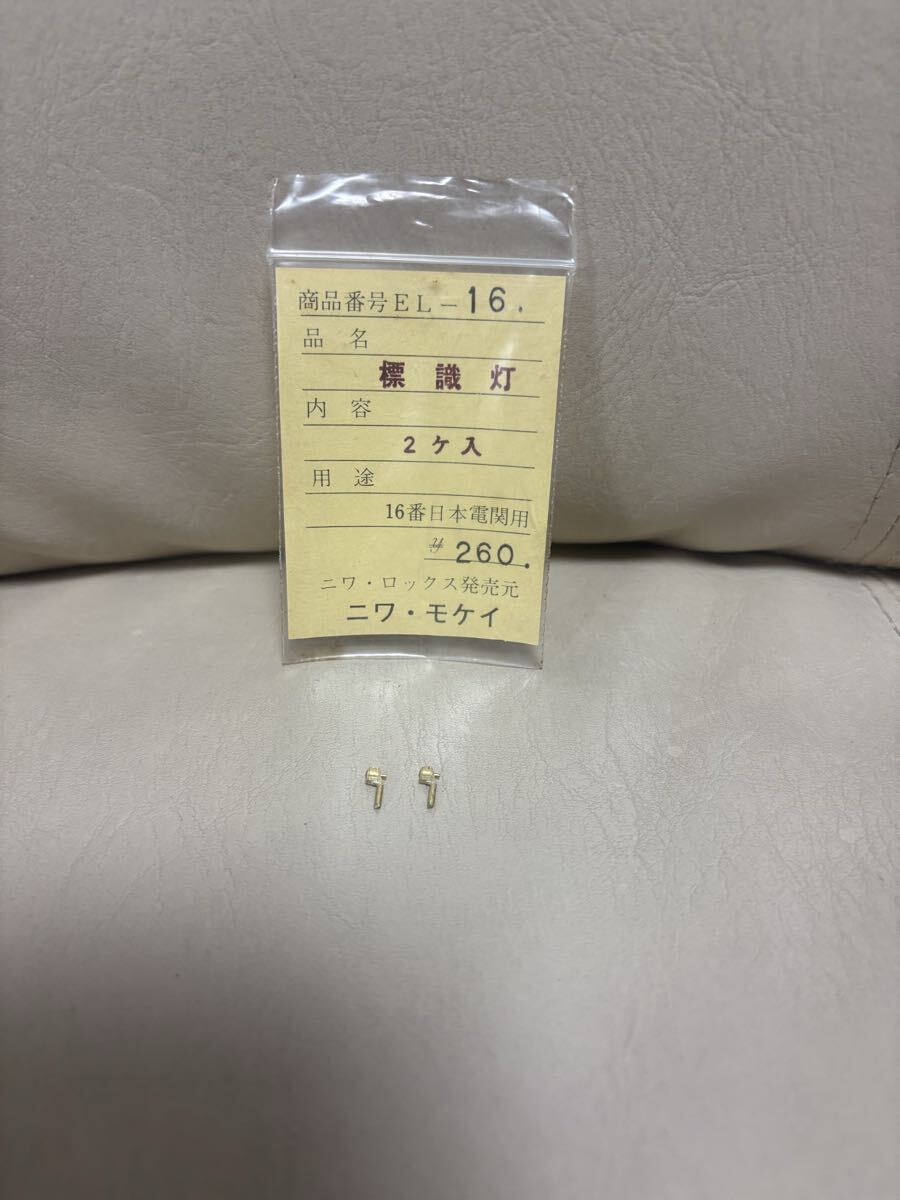 商品番号EL-16.
品名
標識灯
内容
2ケ入
用途
16番日本電関用
¥260.
ニワ・ロックス発売元
ニワ・モケイ